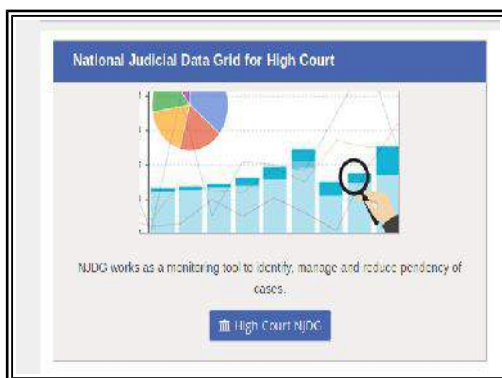 National Judicial Data Grid for High Court
NJDG works as a monitoring tool to identify, manage and reduce pendency of
cases.
High Court NJDG